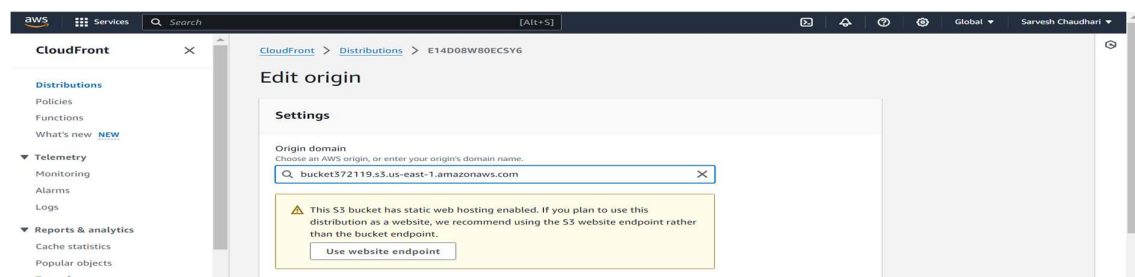 aws Services Search [Alt+S] Global Sarvesh Chaudhari
CloudFront
Distributions
Policies
Functions
What's new NEW
Telemetry
Monitoring
Alarms
Logs
Reports & analytics
Cache statistics
Popular objects
CloudFront > Distributions > E14D08W80ECSY6
Edit origin
Settings
Origin domain
Choose an AWS origin, or enter your origin's domain name.
bucket372119.s3.us-east-1.amazonaws.com
This S3 bucket has static web hosting enabled. If you plan to use this
distribution as a website, we recommend using the S3 website endpoint rather
than the bucket endpoint.
Use website endpoint